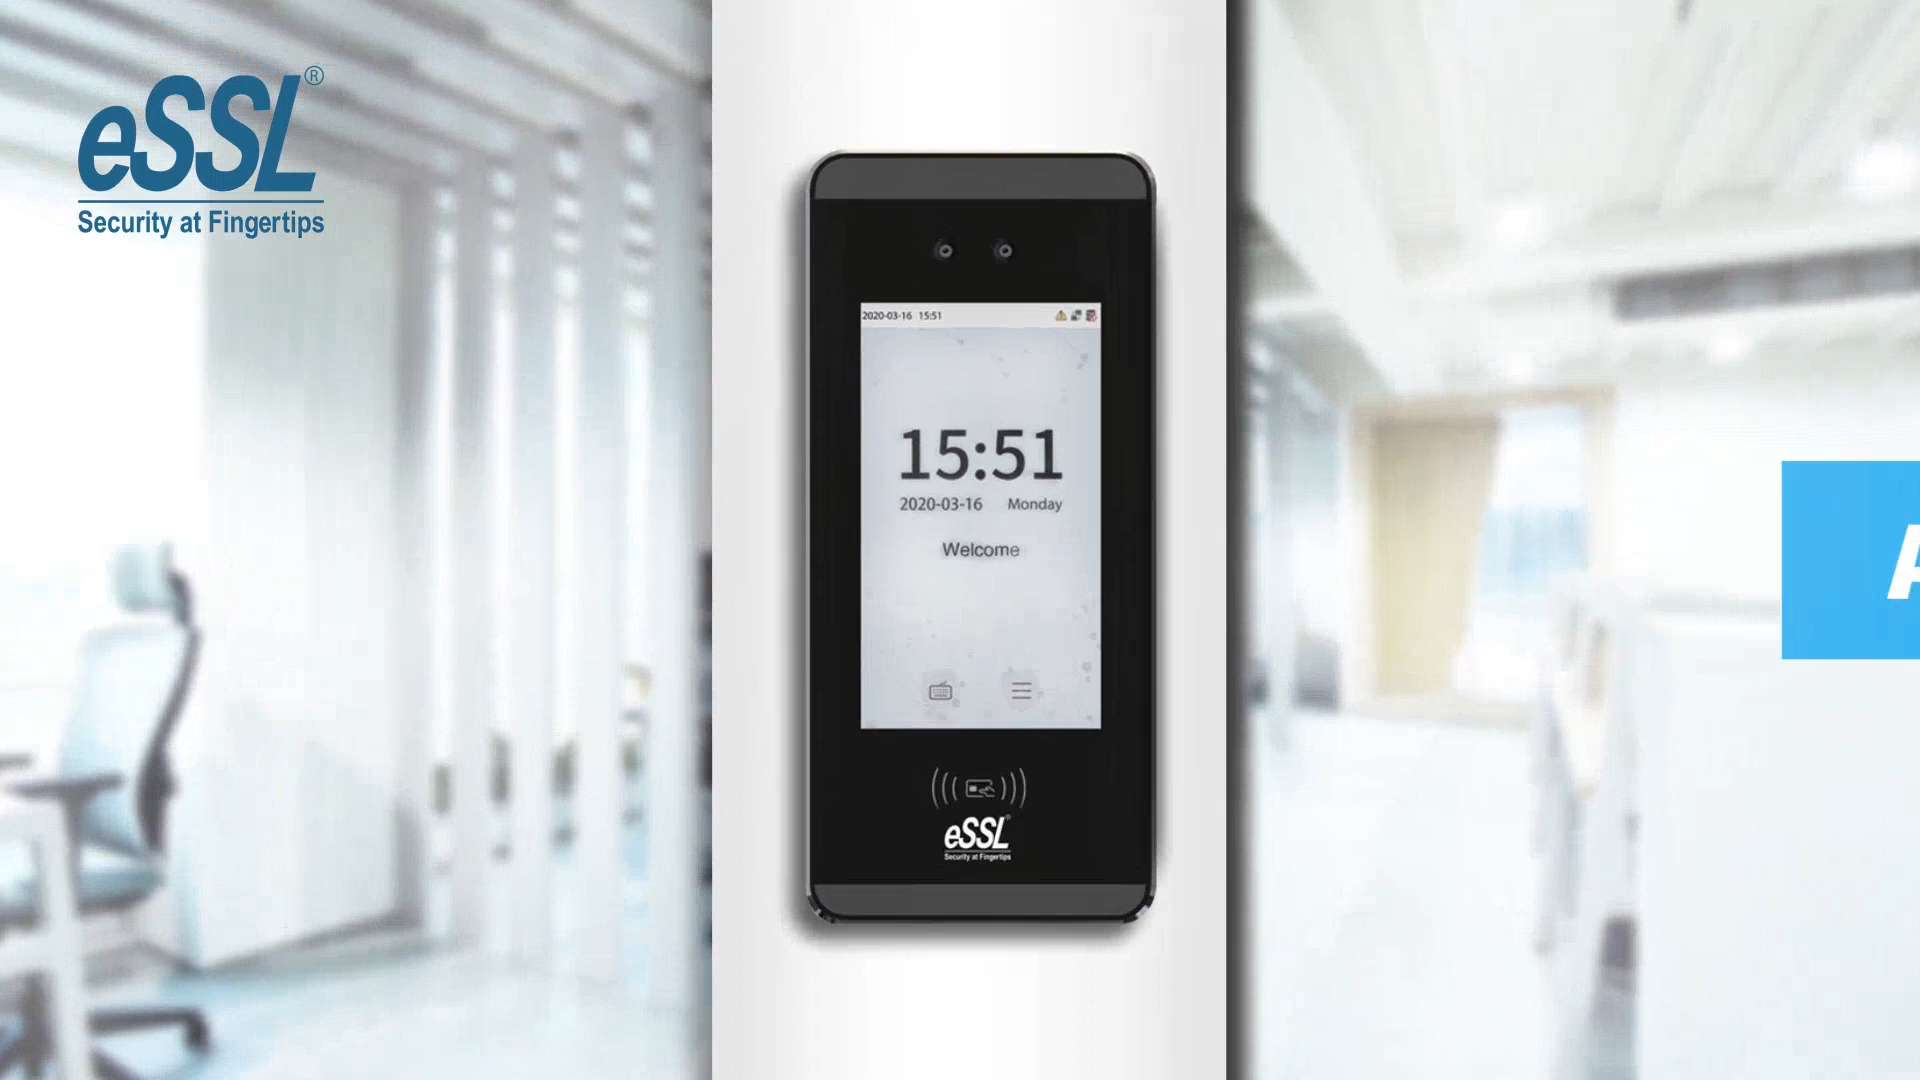 eSSL®
Security at Fingertips
2020-03-16 15:51
15:51
2020-03-16 Monday
Welcome
A
eSSL®
Security at Fingertips